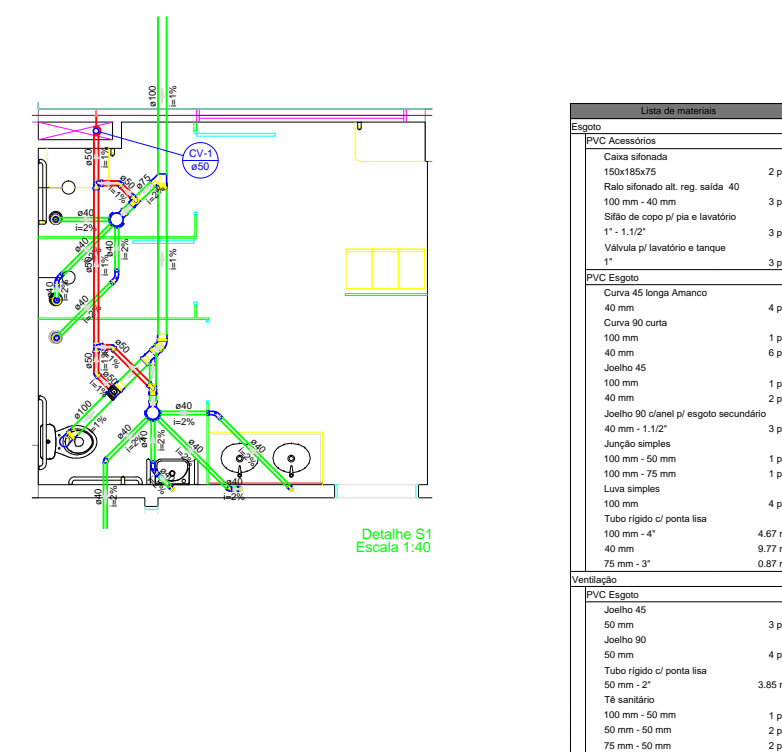 ø100
i=1%
CV-1
ø50
ø50
i=1%
ø50
i=1%
ø75
i=2%
ø40
i=2%
ø40
i=2%
ø40
i=2%
ø50
i=1%
i=1%
ø40
i=2%
i=2%
ø50
i=1%
ø50
i=1%
ø50
i=1%
ø100
i=1%
ø40
i=2%
ø40
i=2%
ø40
i=2%
ø40
i=2%
ø40
i=2%
ø40
i=2%
ø40
i=2%
Detalhe S1
Escala 1:40
Lista de materiais
Esgoto
PVC Acessórios
Caixa sifonada
150x185x75 2 p
Ralo sifonado alt. reg. saída 40
100 mm - 40 mm 3 p
Sifão de copo p/ pia e lavatório
1" - 1.1/2" 3 p
Válvula p/ lavatório e tanque
1" 3 p
PVC Esgoto
Curva 45 longa Amanco
40 mm 4 p
Curva 90 curta
100 mm 1 p
40 mm 6 p
Joelho 45
100 mm 1 p
40 mm 2 p
Joelho 90 c/anel p/ esgoto secundário
40 mm - 1.1/2" 3 p
Junção simples
100 mm - 50 mm 1 p
100 mm - 75 mm 1 p
Luva simples
100 mm 4 p
Tubo rígido c/ ponta lisa
100 mm - 4" 4.67 m
40 mm 9.77 m
75 mm - 3" 0.87 m
Ventilação
PVC Esgoto
Joelho 45
50 mm 3 p
Joelho 90
50 mm 4 p
Tubo rígido c/ ponta lisa
50 mm - 2" 3.85 m
Tê sanitário
100 mm - 50 mm 1 p
50 mm - 50 mm 2 p
75 mm - 50 mm 2 p